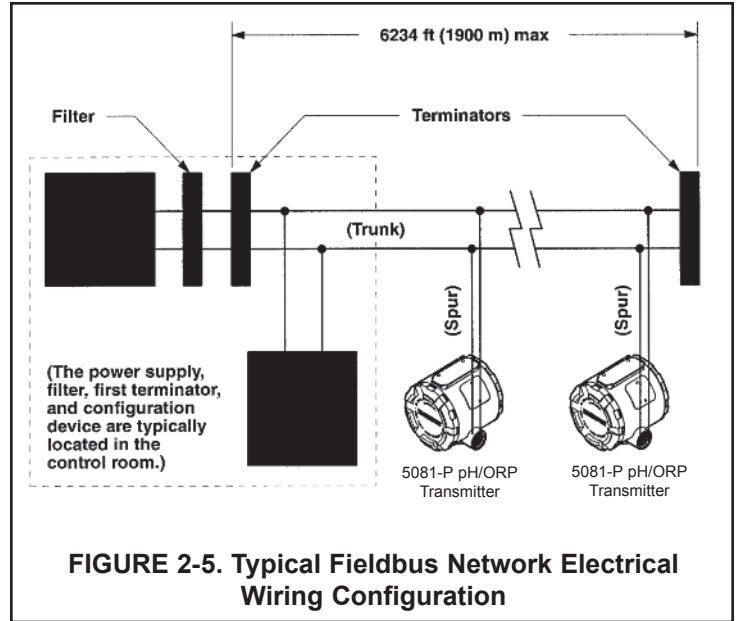 6234 ft (1900 m) max
Filter
Terminators
(Trunk)
(Spur)
(Spur)
(The power supply,
filter, first terminator,
and configuration
device are typically
located in the
control room.)
5081-P pH/ORP
Transmitter
5081-P pH/ORP
Transmitter
FIGURE 2-5. Typical Fieldbus Network Electrical
Wiring Configuration